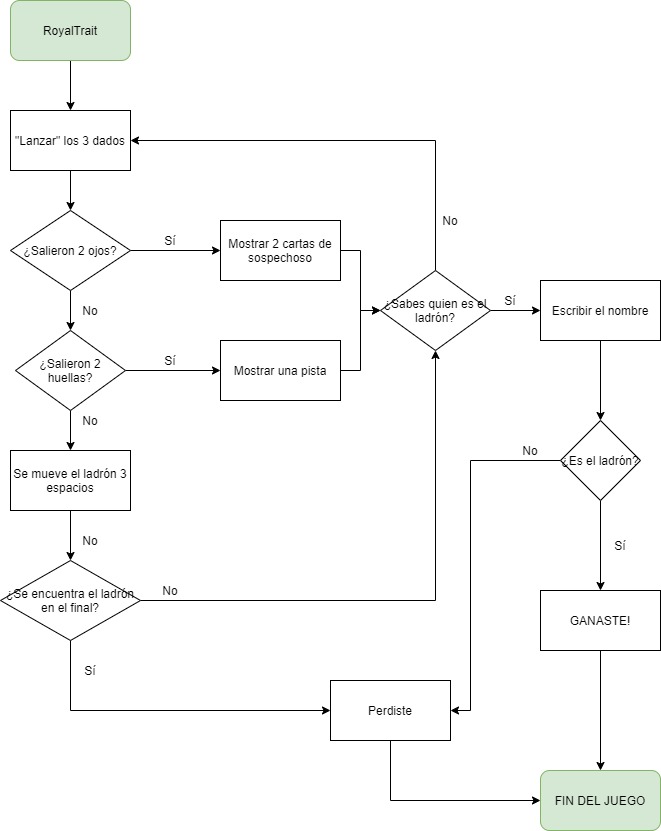 RoyalTrait
"Lanzar" los 3 dados
No
¿Salieron 2 ojos?
Sí
Mostrar 2 cartas de
sospechoso
¿Sabes quien es el
ladrón?
Sí
Escribir el nombre
No
¿Salieron 2
huellas?
Sí
Mostrar una pista
No
No
¿Es el ladrón?
Se mueve el ladrón 3
espacios
No
Sí
¿Se encuentra el ladrón
en el final?
No
GANASTE!
Sí
Perdiste
FIN DEL JUEGO